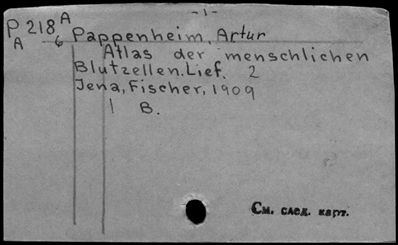 - 1 -
P 218 A
A 6
Pappenheim, Artur
Atlas der menschlichen
Blutzellen. Lief. 2
Jena, Fischer, 1909
1 B.
См. след. карт.